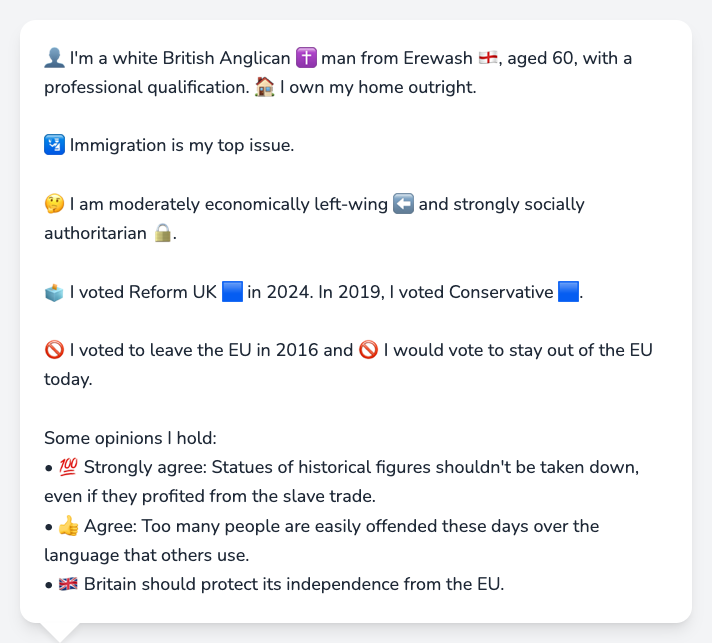 👤 I'm a white British Anglican ✝️ man from Erewash 🏴󠁧󠁢󠁥󠁮󠁧󠁿, aged 60, with a
professional qualification. 🏠 I own my home outright.
🛂 Immigration is my top issue.
🤔 I am moderately economically left-wing ⬅️ and strongly socially
authoritarian 🔒.
🗳️ I voted Reform UK 🟦 in 2024. In 2019, I voted Conservative 🟦.
🚫 I voted to leave the EU in 2016 and 🚫 I would vote to stay out of the EU
today.
Some opinions I hold:
• 💯 Strongly agree: Statues of historical figures shouldn't be taken down,
even if they profited from the slave trade.
• 👍 Agree: Too many people are easily offended these days over the
language that others use.
• 🇬🇧 Britain should protect its independence from the EU.